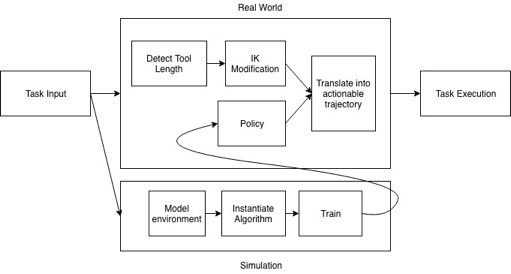 Real World
Detect Tool
Length
IK
Modification
Translate into
actionable
trajectory
Task Input
Task Execution
Policy
Model
environment
Instantiate
Algorithm
Train
Simulation